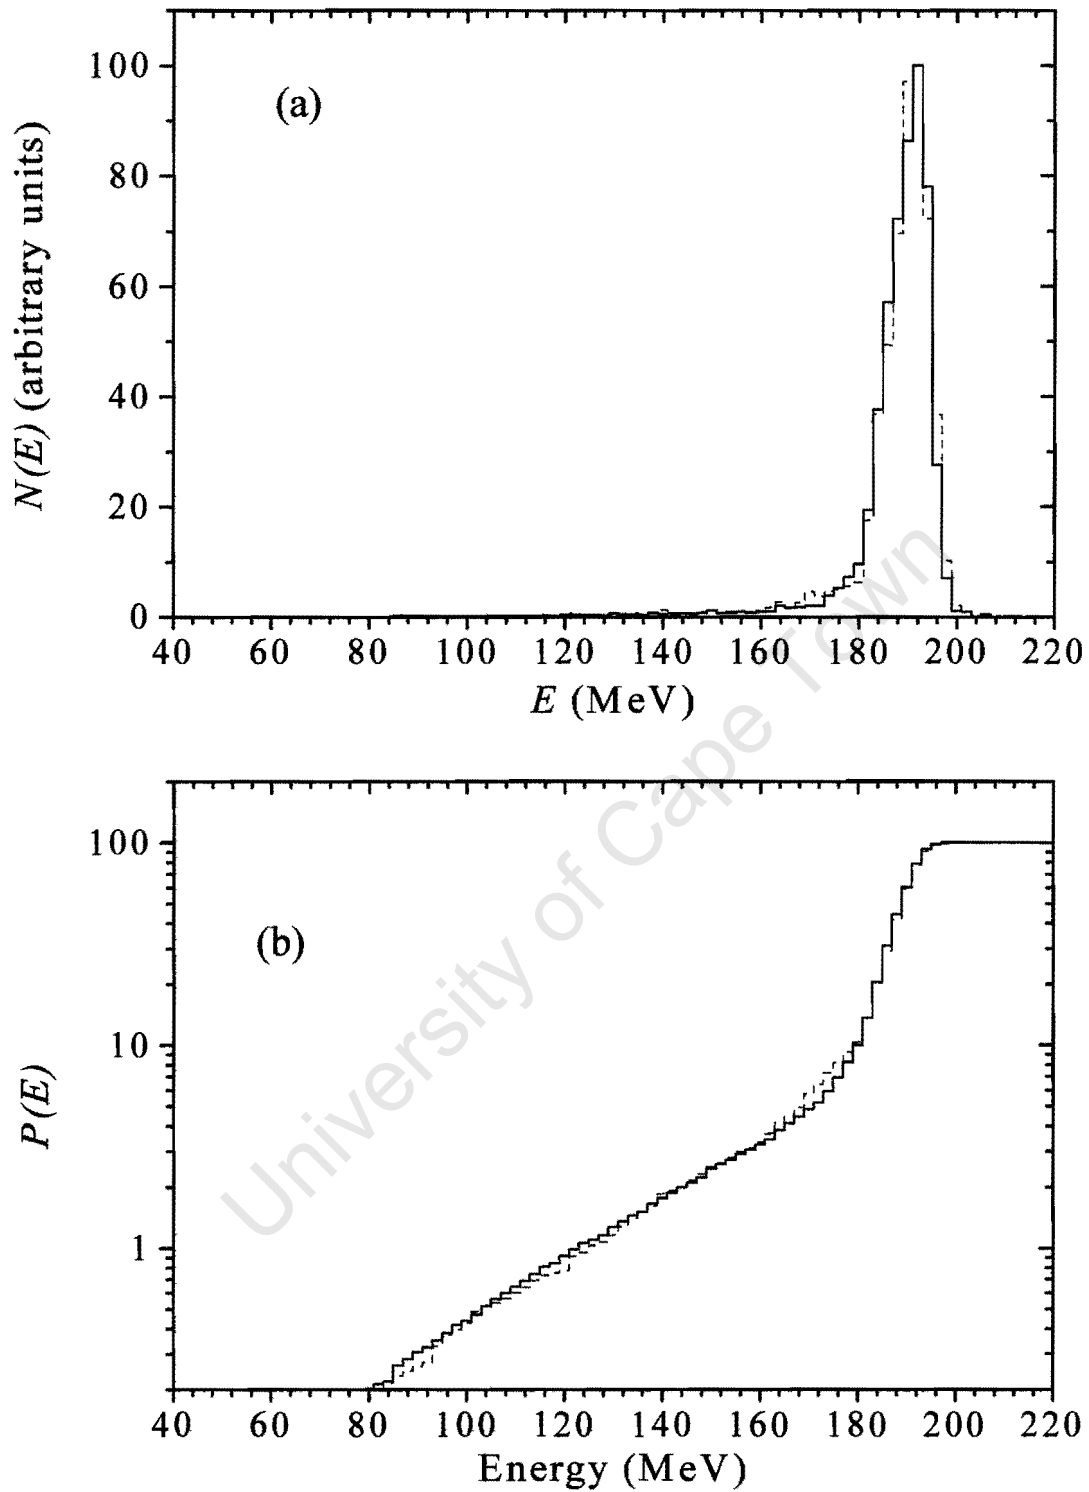 (a)
N(E) (arbitrary units)
100
80
60
40
20
0
40 60 80 100 120 140 160 180 200 220
E (MeV)
(b)
P(E)
100
10
1
40 60 80 100 120 140 160 180 200 220
Energy (MeV)
University of Cape Town